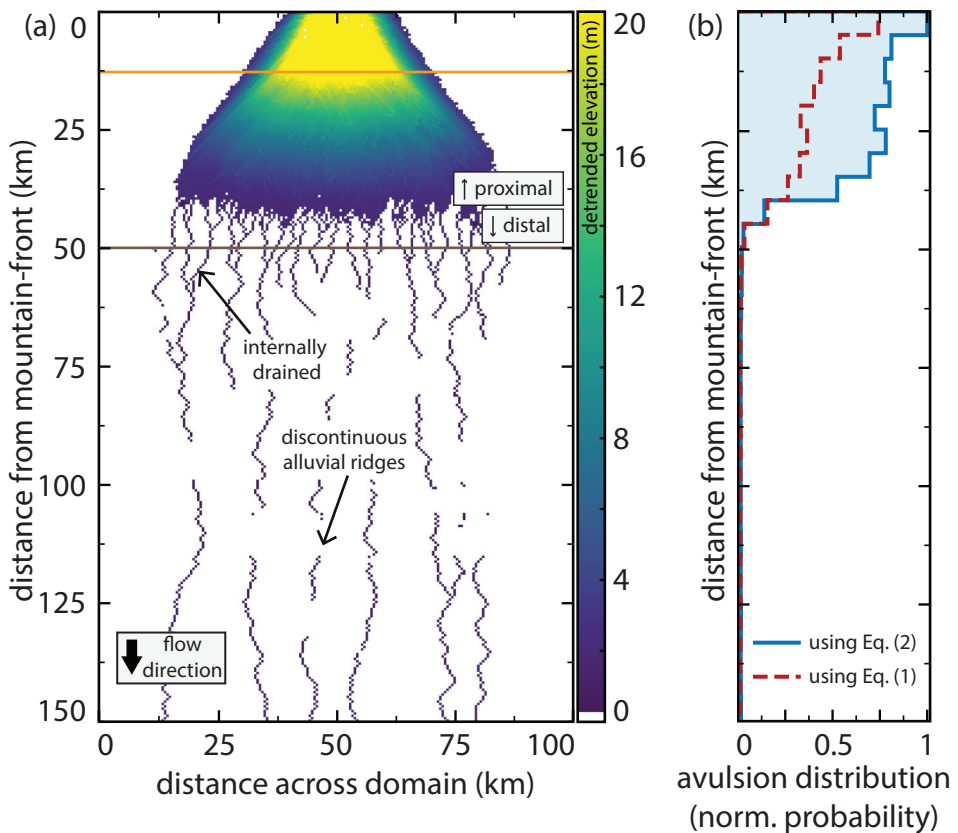 (a)
distance from mountain-front (km)
0
25
50
75
100
125
150
↑ proximal
↓ distal
internally
drained
discontinuous
alluvial ridges
flow
direction
0
25
50
75
100
distance across domain (km)
detrended elevation (m)
20
16
12
8
4
0
(b)
distance from mountain-front (km)
using Eq. (2)
using Eq. (1)
0
0.5
1
avulsion distribution
(norm. probability)